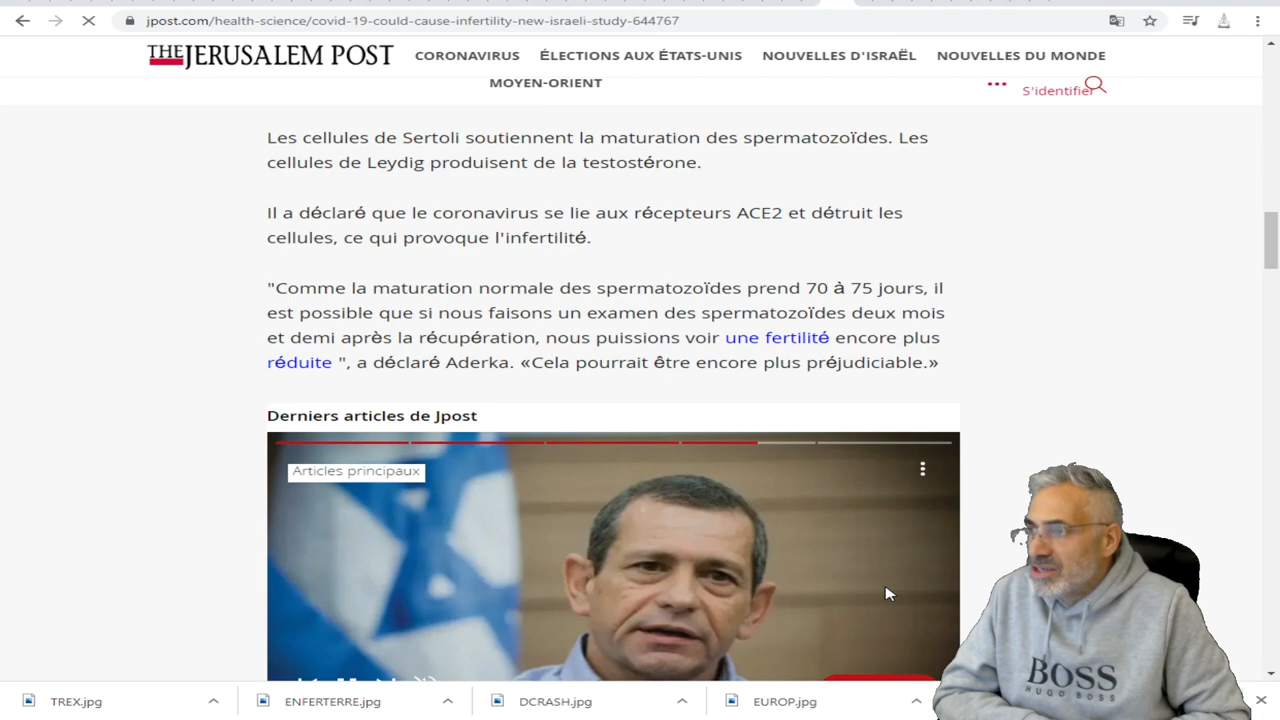 jpost.com/health-science/covid-19-could-cause-infertility-new-israeli-study-644767
THE JERUSALEM POST
CORONAVIRUS ÉLECTIONS AUX ÉTATS-UNIS NOUVELLES D'ISRAËL NOUVELLES DU MONDE
MOYEN-ORIENT
S'identifier
Les cellules de Sertoli soutiennent la maturation des spermatozoïdes. Les
cellules de Leydig produisent de la testostérone.
Il a déclaré que le coronavirus se lie aux récepteurs ACE2 et détruit les
cellules, ce qui provoque l'infertilité.
"Comme la maturation normale des spermatozoïdes prend 70 à 75 jours, il
est possible que si nous faisons un examen des spermatozoïdes deux mois
et demi après la récupération, nous puissions voir une fertilité encore plus
réduite ", a déclaré Aderka. «Cela pourrait être encore plus préjudiciable.»
Derniers articles de Jpost
Articles principaux
BOSS
HUGO BOSS
TREX.jpg ENFERTERRE.jpg DCRASH.jpg EUROP.jpg